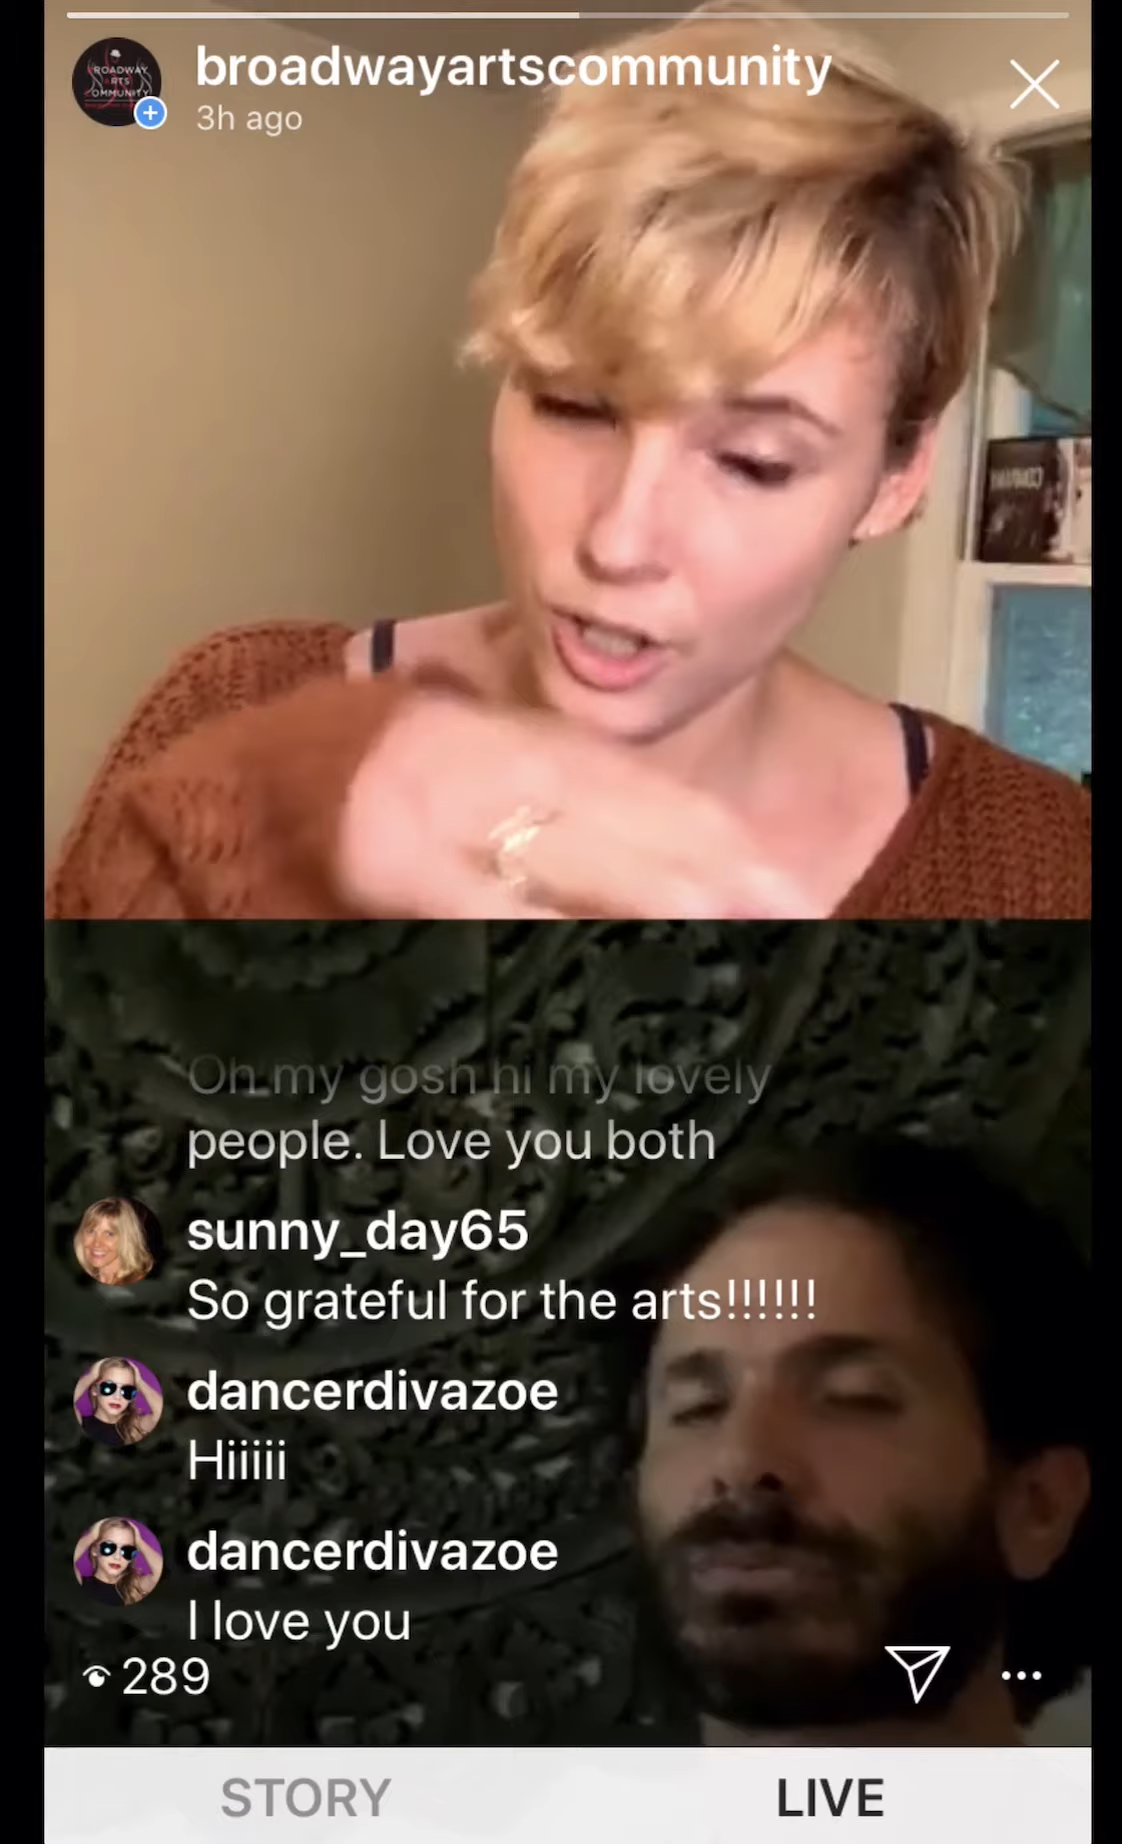 broadwayartscommunity
3h ago
Oh my gosh hi my lovely
people. Love you both
sunny_day65
So grateful for the arts!!!!!!
dancerdivazoe
Hiiiii
dancerdivazoe
I love you
289
STORY
LIVE